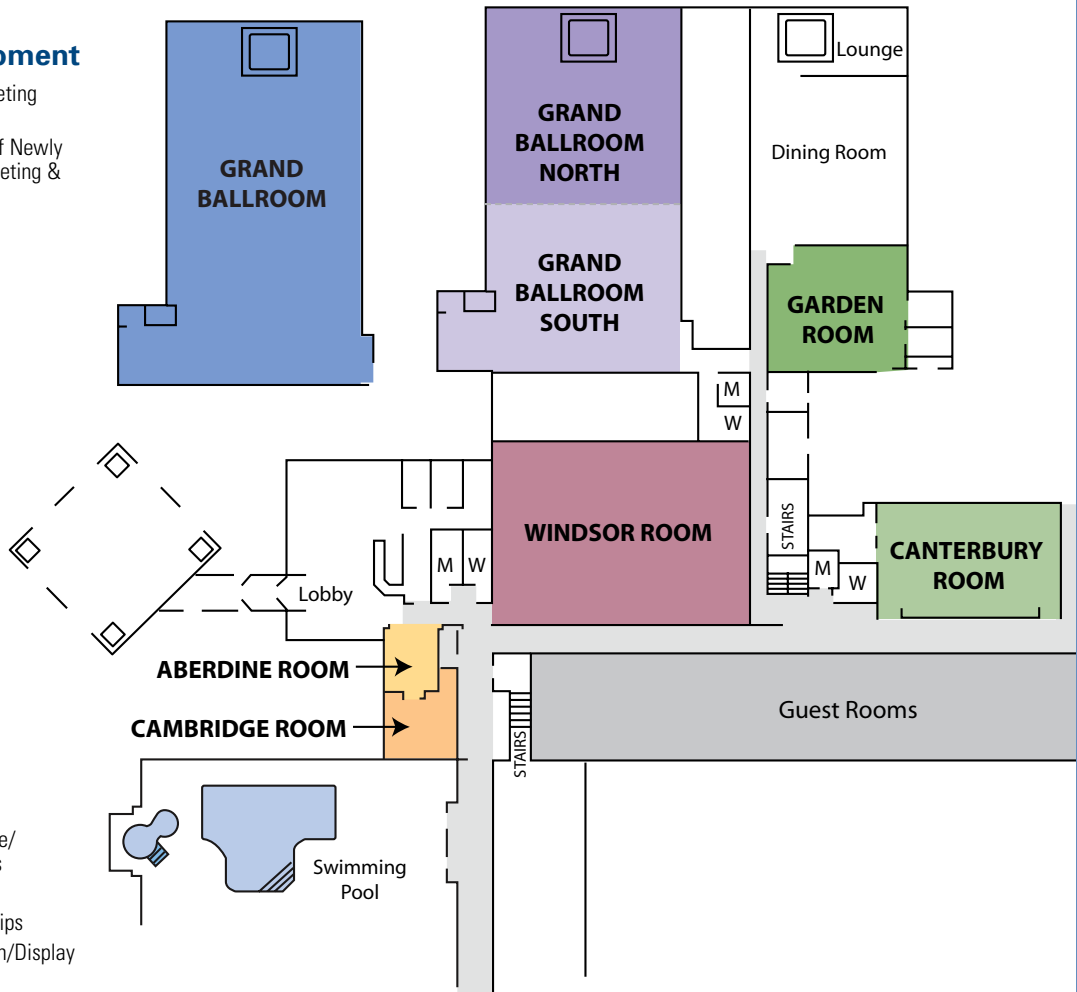 pment
eting
f Newly
eting &
e/
s
ips
n/Display
GRAND
BALLROOM
GRAND
BALLROOM
NORTH
GRAND
BALLROOM
SOUTH
Lounge
Dining Room
GARDEN
ROOM
M
W
WINDSOR ROOM
STAIRS
M
W
CANTERBURY
ROOM
M
W
Lobby
ABERDINE ROOM
CAMBRIDGE ROOM
STAIRS
Guest Rooms
Swimming
Pool